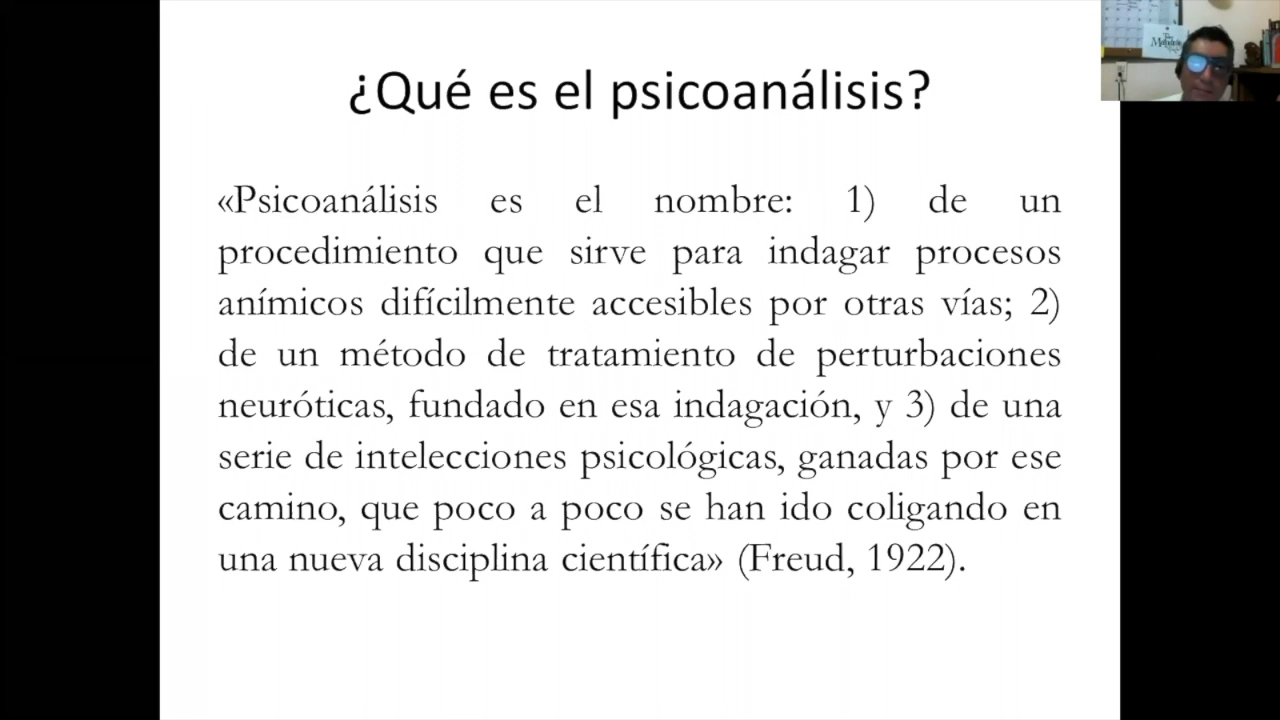 ¿Qué es el psicoanálisis?
«Psicoanálisis es el nombre: 1) de un
procedimiento que sirve para indagar procesos
anímicos difícilmente accesibles por otras vías; 2)
de un método de tratamiento de perturbaciones
neuróticas, fundado en esa indagación, y 3) de una
serie de intelecciones psicológicas, ganadas por ese
camino, que poco a poco se han ido coligando en
una nueva disciplina científica» (Freud, 1922).